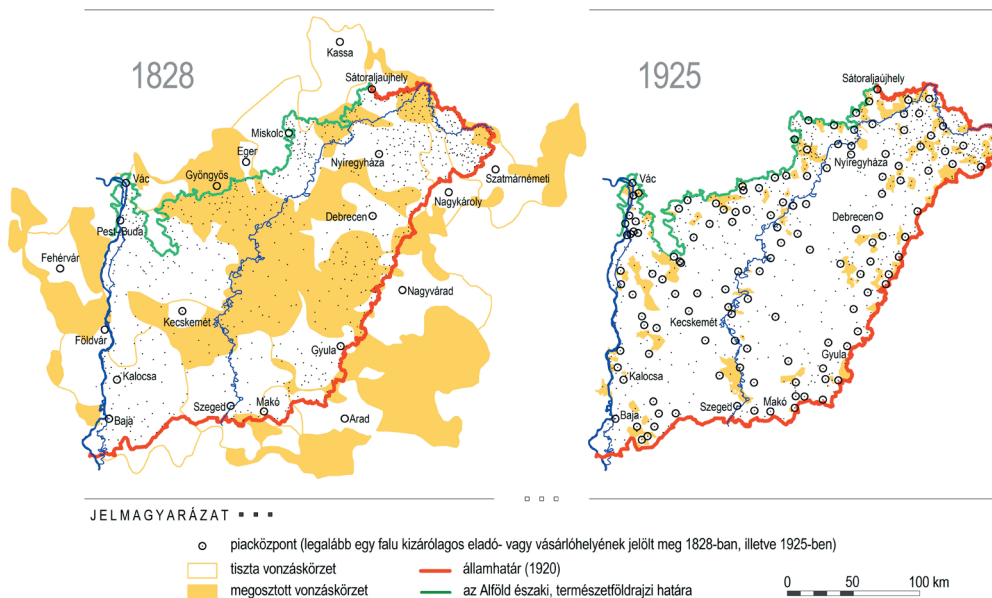 1828
1925
Kassa
Sátoraljaújhely
Miskolc
Eger
Gyöngyös
Nyíregyháza
Szatmárnémeti
Nagykároly
Vác
Pest-Buda
Debrecen
Fehérvár
Nagyvárad
Kecskemét
Földvár
Gyula
Kalocsa
Szeged
Makó
Arad
Baja
Sátoraljaújhely
Nyíregyháza
Vác
Debrecen
Kecskemét
Gyula
Kalocsa
Szeged
Makó
Baja
JELMAGYARÁZAT
piacközpont (legalább egy falu kizárólagos eladó- vagy vásárlóhelyének jelölt meg 1828-ban, illetve 1925-ben)
tiszta vonzáskörzet
államhatár (1920)
megosztott vonzáskörzet
az Alföld északi, természetföldrajzi határa
0 50 100 km